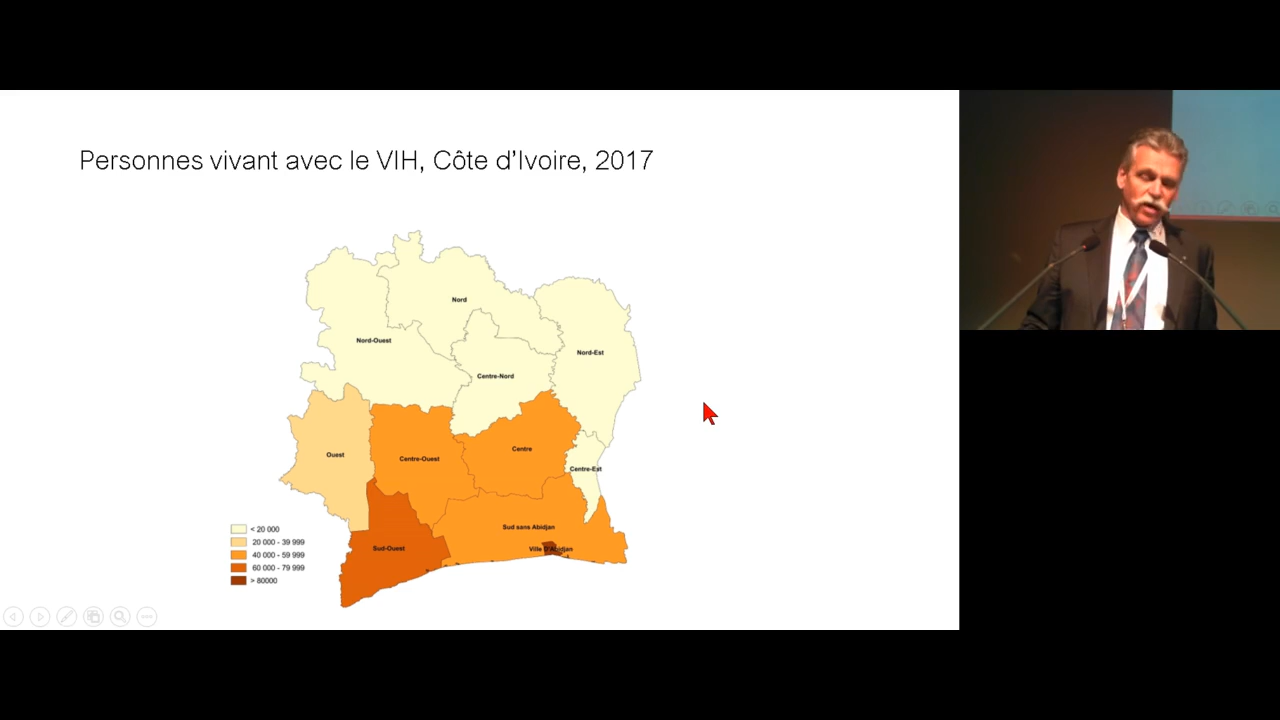 Personnes vivant avec le VIH, Côte d’Ivoire, 2017
Nord
Nord-Ouest
Nord-Est
Centre-Nord
Centre
Ouest
Centre-Ouest
Centre-Est
Sud sans Abidjan
Sud-Ouest
Ville D'Abidjan
< 20 000
20 000 - 39 999
40 000 - 59 999
60 000 - 79 999
> 80000